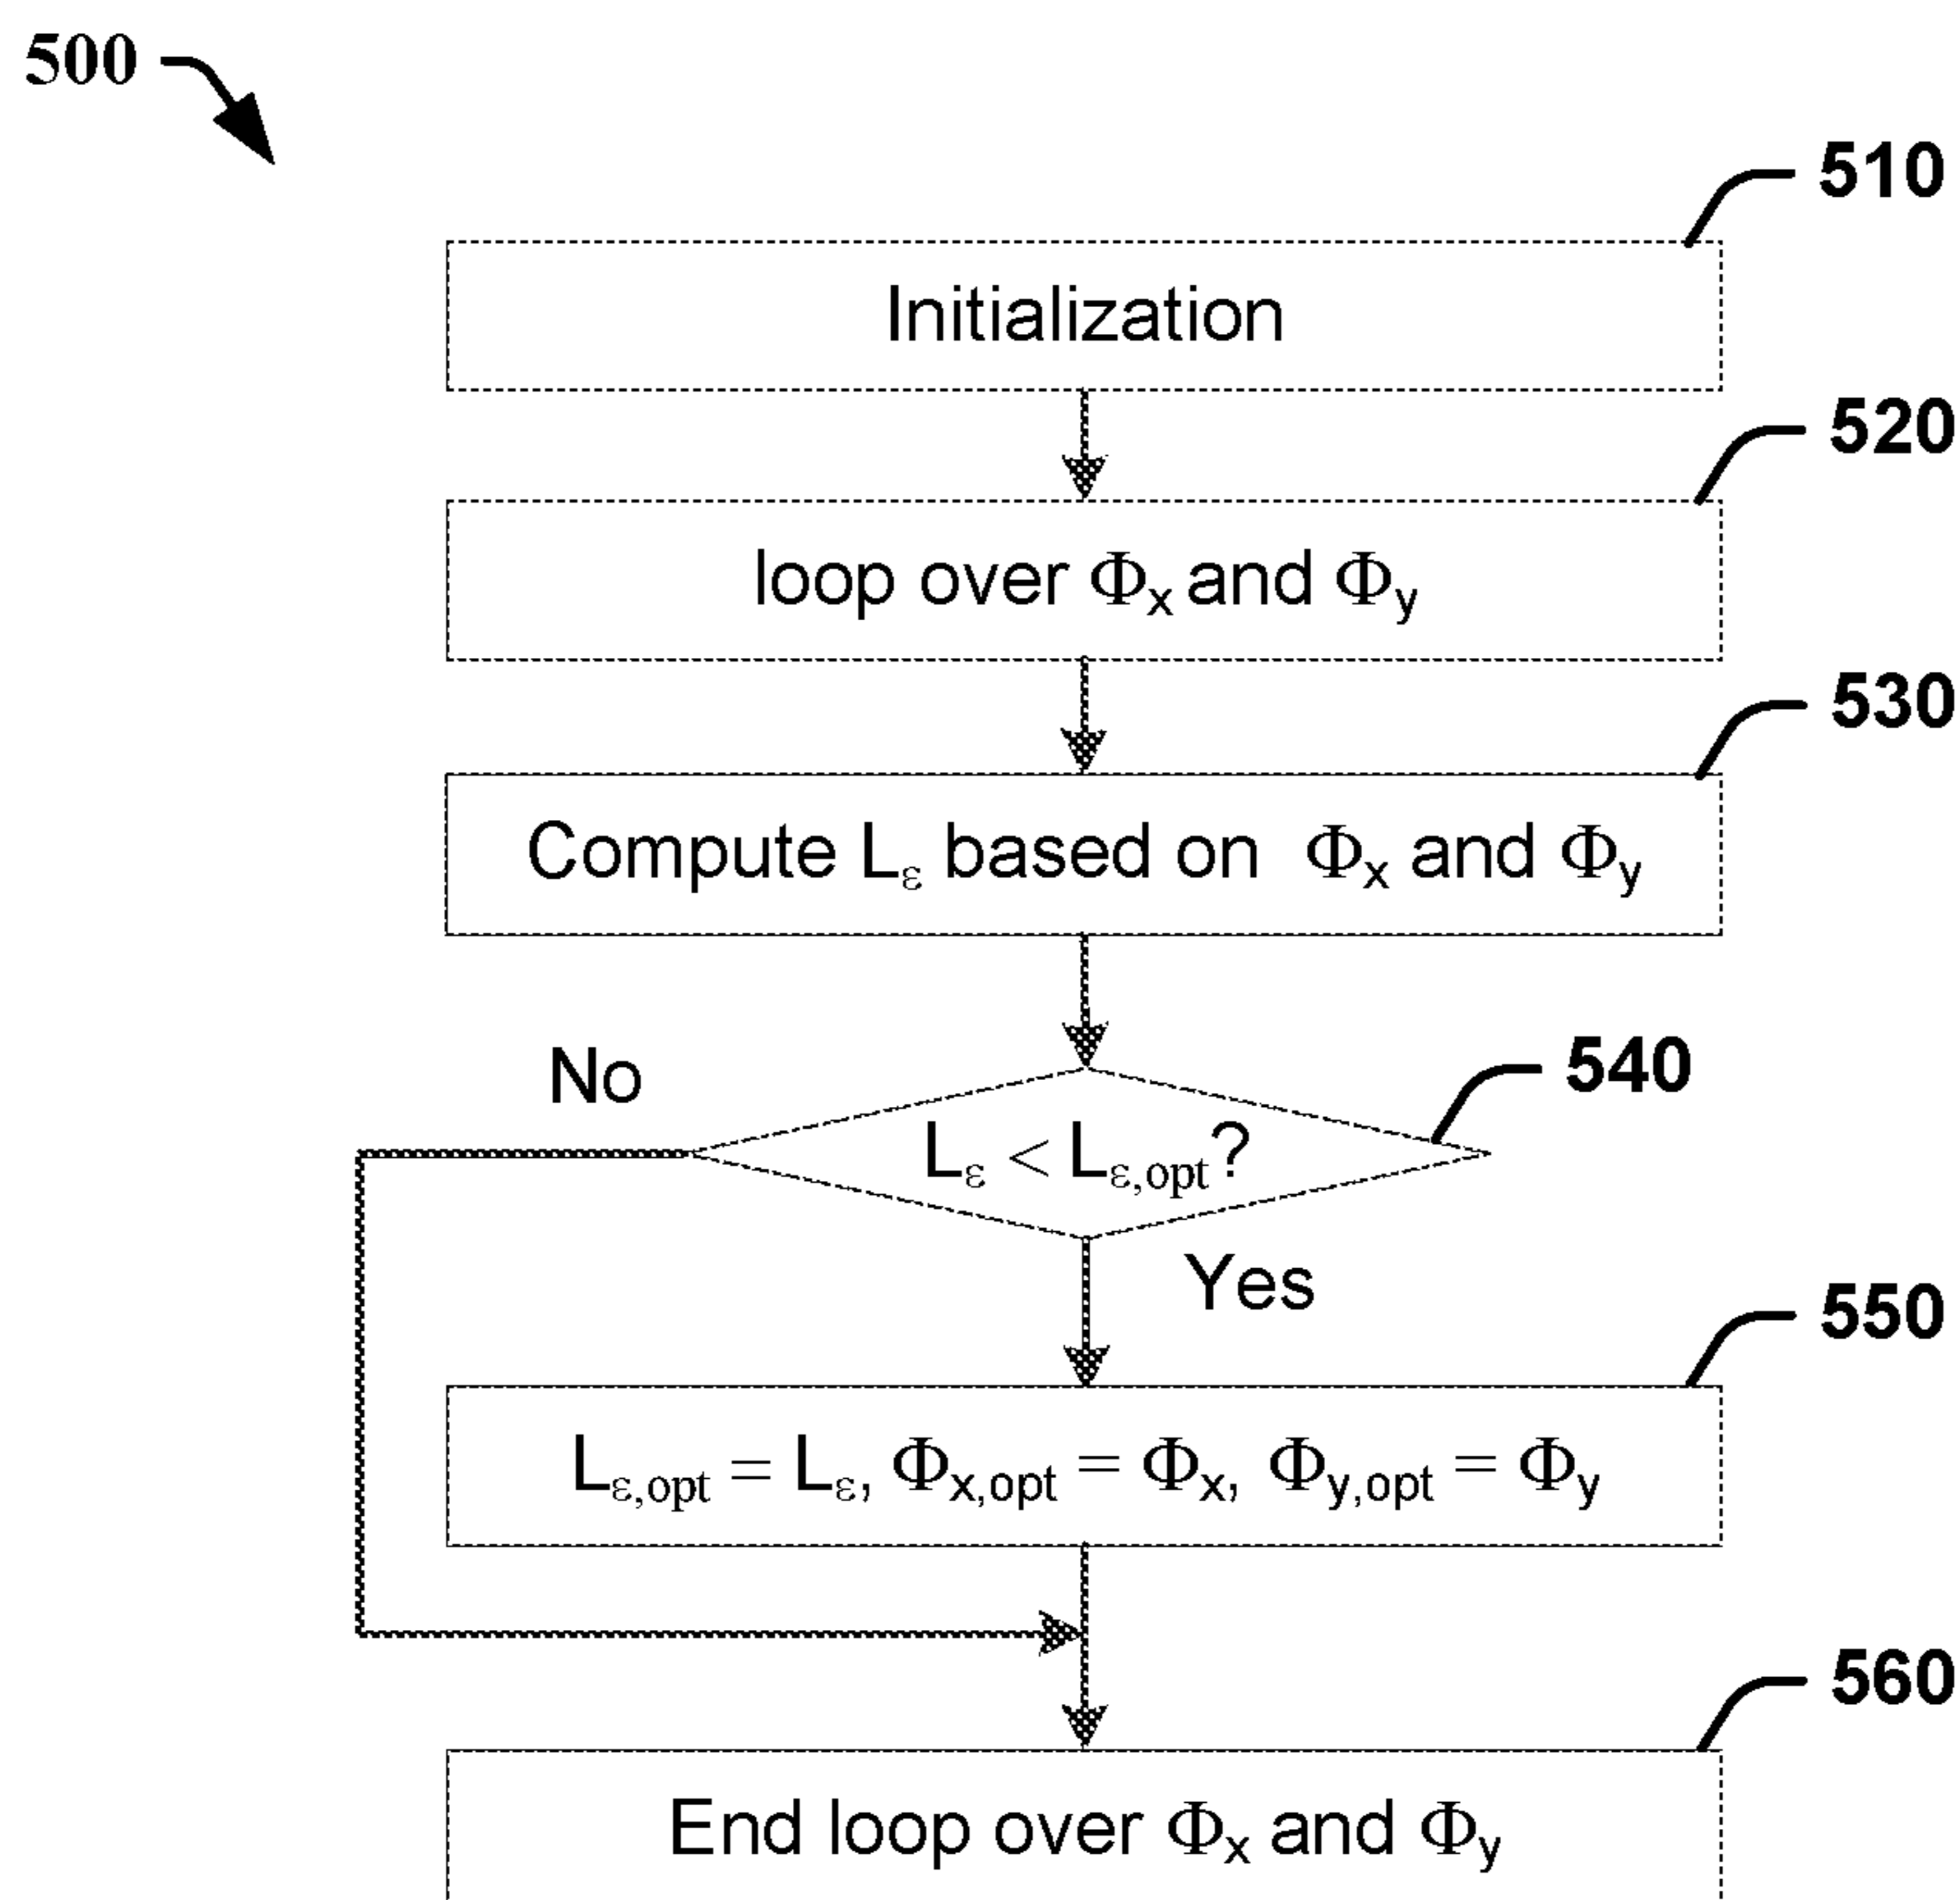 500
510
Initialization
520
loop over Φx and Φy
530
Compute Lε based on Φx and Φy
540
No
Lε < Lε,opt?
Yes
550
Lε,opt = Lε, Φx,opt = Φx, Φy,opt = Φy
560
End loop over Φx and Φy